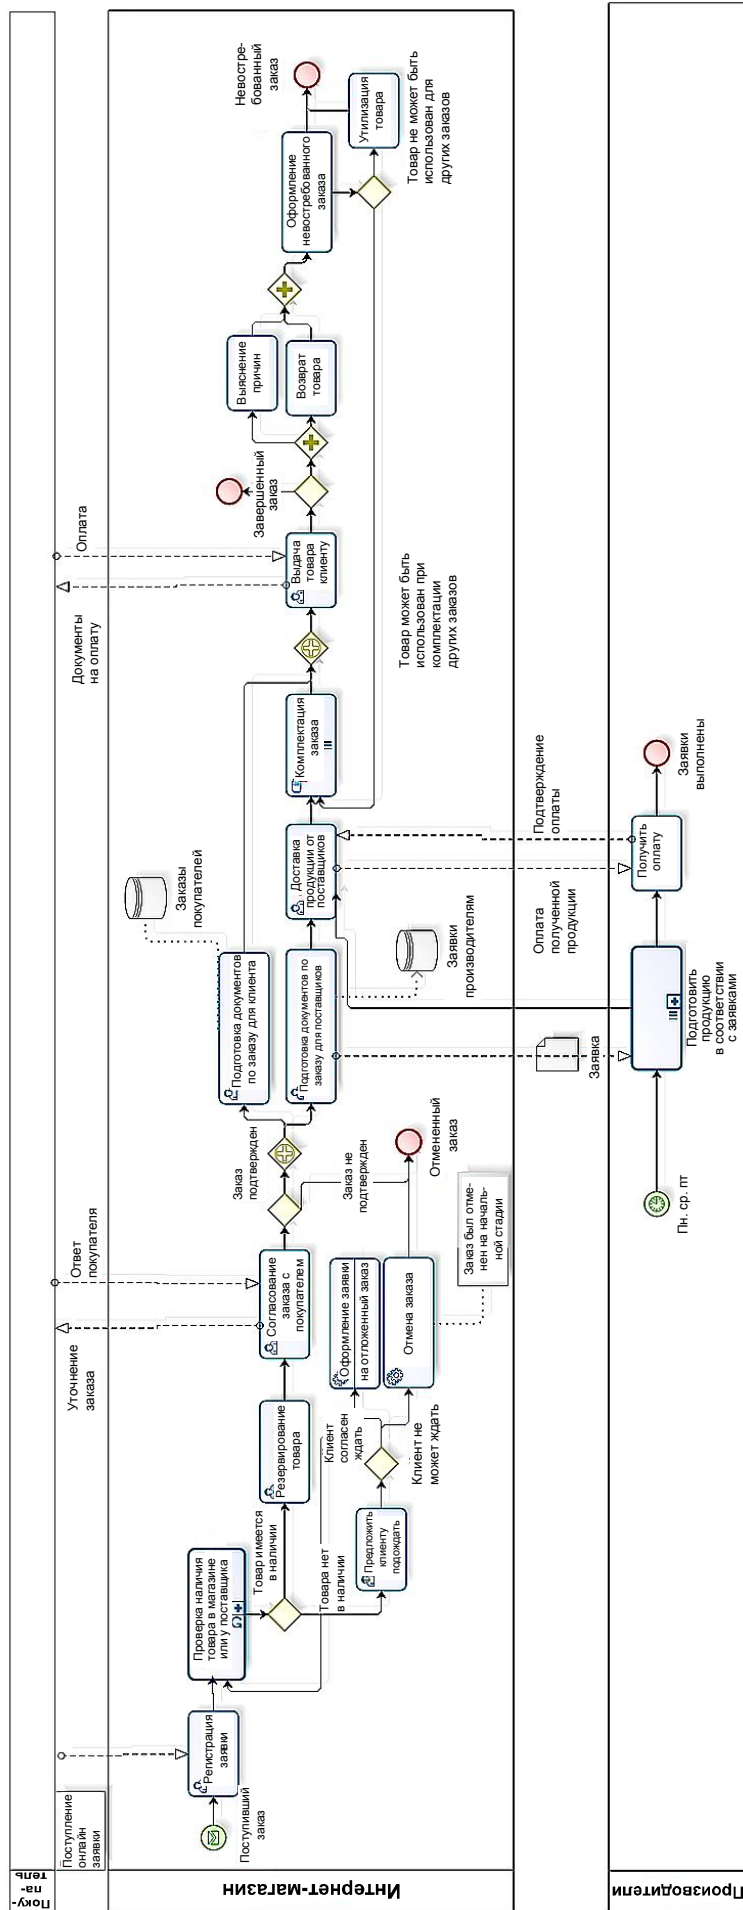 Поку-
па-
тель
Поступление
онлайн
заявки
Уточнение
заказа
Ответ
покупателя
Документы
на оплату
Оплата
Интернет-магазин
Поступивший
заказ
Регистрация
заявки
Проверка наличия
товара в магазине
или у поставщика
Товар имеется
в наличии
Товара нет
в наличии
Резервирование
товара
Предложить
клиенту
подождать
Клиент
согласен
ждать
Клиент не
может ждать
Оформление заявки
на отложенный заказ
Отмена заказа
Заказ был отме-
нен на началь-
ной стадии
Отмененный
заказ
Согласование
заказа с
покупателем
Заказ
подтвержден
Заказ не
подтвержден
Подготовка документов
по заказу для клиента
Подготовка документов по
заказу для поставщиков
Заказы
покупателей
Заявки
производителям
Доставка
продукции от
поставщиков
Комплектация
заказа
Товар может быть
использован при
комплектации
других заказов
Выдача
товара
клиенту
Завершенный
заказ
Выяснение
причин
Возврат
товара
Оформление
невостребованного
заказа
Невостре-
бованный
заказ
Утилизация
товара
Товар не может быть
использован для
других заказов
Заявка
Оплата
полученной
продукции
Подтверждение
оплаты
Производители
Пн. ср. пт
Подготовить
продукцию
в соответствии
с заявками
Получить
оплату
Заявки
выполнены